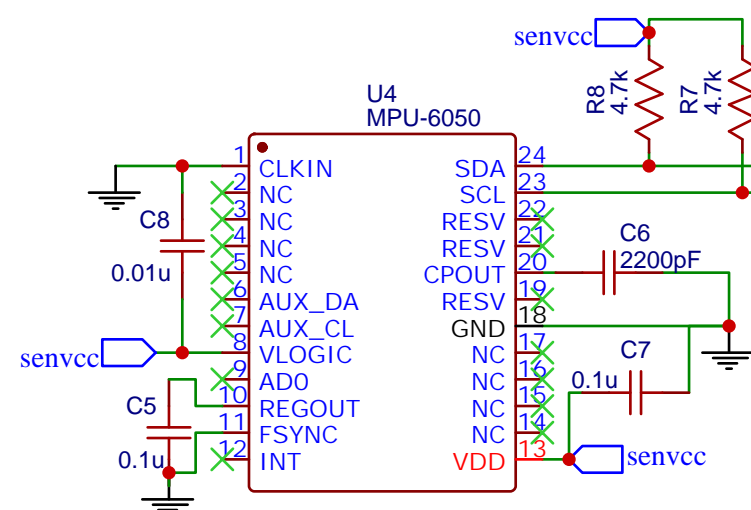 senvcc
R8
4.7k
R7
4.7k
U4
MPU-6050
1 CLKIN
2 NC
3 NC
4 NC
5 NC
6 AUX_DA
7 AUX_CL
8 VLOGIC
9 AD0
10 REGOUT
11 FSYNC
12 INT
SDA 24
SCL 23
RESV 22
RESV 21
CPOUT 20
RESV 19
GND 18
NC 17
NC 16
NC 15
NC 14
VDD 13
C8
0.01u
senvcc
C5
0.1u
C6
2200pF
C7
0.1u
senvcc